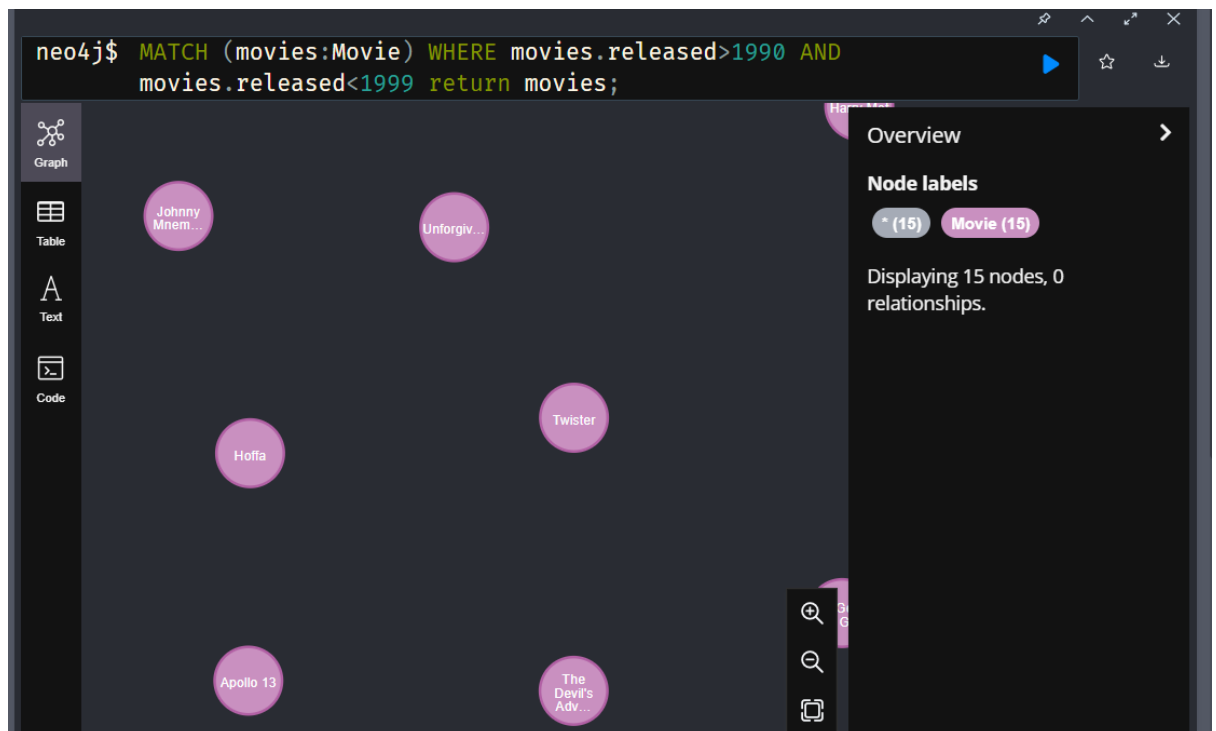 neo4j$ MATCH (movies:Movie) WHERE movies.released>1990 AND
movies.released<1999 return movies;
Graph
Table
Text
Code
Harry Met
Johnny
Mnem...
Unforgiv...
Hoffa
Twister
Apollo 13
The
Devil's
Adv...
Overview
Node labels
* (15) Movie (15)
Displaying 15 nodes, 0
relationships.